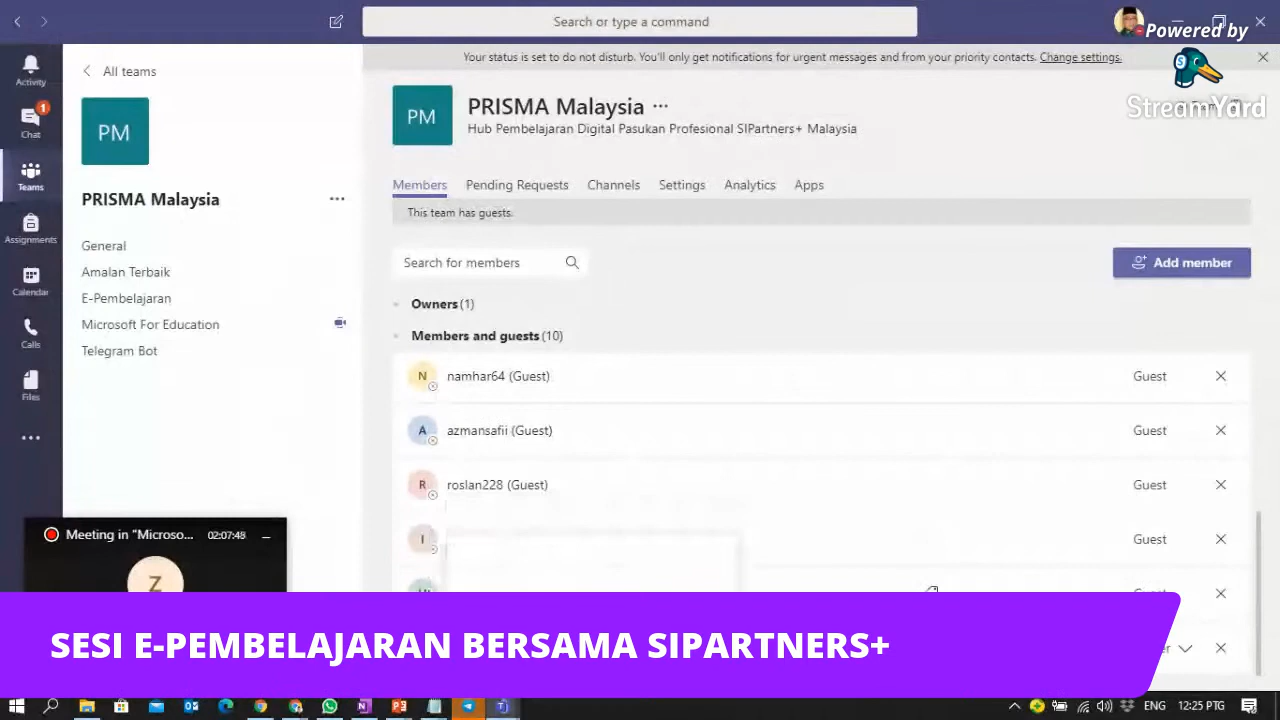 Search or type a command
Powered by
StreamYard
Activity
Chat
1
Teams
Assignments
Calendar
Calls
Files
All teams
PM
PRISMA Malaysia
General
Amalan Terbaik
E-Pembelajaran
Microsoft For Education
Telegram Bot
Your status is set to do not disturb. You'll only get notifications for urgent messages and from your priority contacts. Change settings.
PM
PRISMA Malaysia
Hub Pembelajaran Digital Pasukan Profesional SIPartners+ Malaysia
Members Pending Requests Channels Settings Analytics Apps
This team has guests.
Search for members
Add member
Owners (1)
Members and guests (10)
N namhar64 (Guest) Guest
A azmansafii (Guest) Guest
R roslan228 (Guest) Guest
I Guest
Meeting in "Microso... 02:07:48
Z
SESI E-PEMBELAJARAN BERSAMA SIPARTNERS+
ENG 12:25 PTG